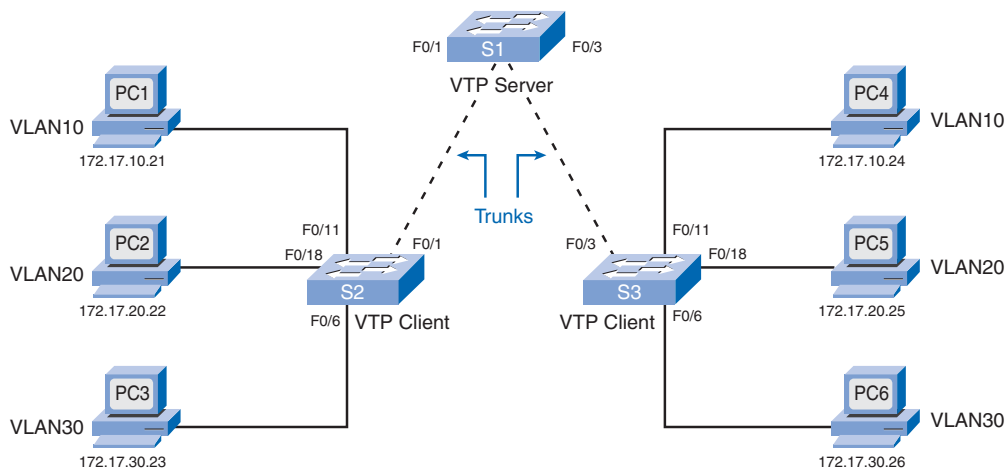 F0/1
S1
F0/3
VTP Server
PC1
VLAN10
172.17.10.21
PC4
VLAN10
172.17.10.24
Trunks
PC2
VLAN20
172.17.20.22
F0/11
F0/18
F0/1
S2
F0/6
VTP Client
F0/3
F0/11
F0/18
S3
F0/6
VTP Client
PC5
VLAN20
172.17.20.25
PC3
VLAN30
172.17.30.23
PC6
VLAN30
172.17.30.26